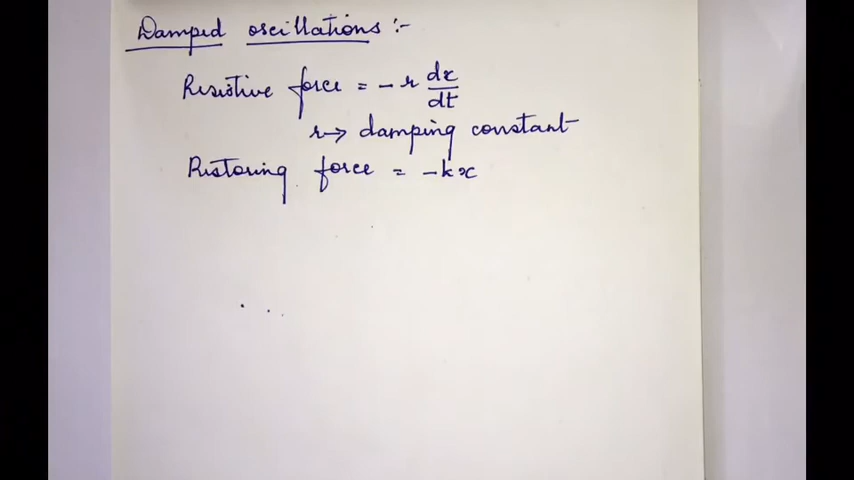 Damped oscillations :-
Resistive force = - r dx/dt
r → damping constant
Restoring force = -kx